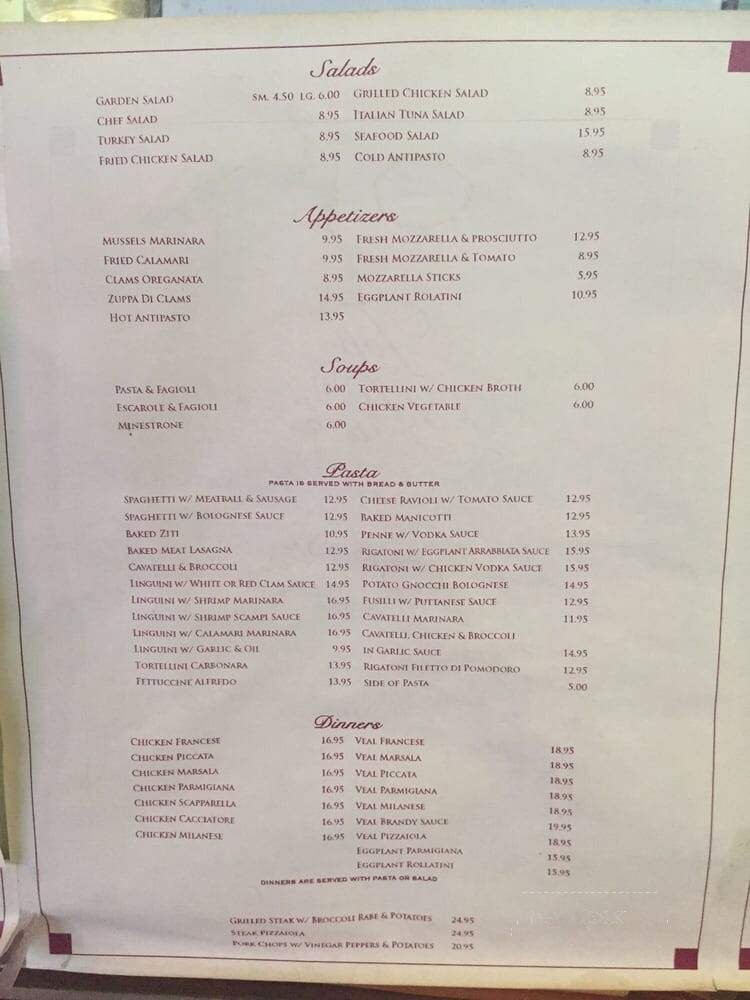 Salads
GARDEN SALAD SM. 4.50 LG. 6.00 GRILLED CHICKEN SALAD 8.95
CHEF SALAD 8.95 ITALIAN TUNA SALAD 8.95
TURKEY SALAD 8.95 SEAFOOD SALAD 15.95
FRIED CHICKEN SALAD 8.95 COLD ANTIPASTO 8.95
Appetizers
MUSSELS MARINARA 9.95 FRESH MOZZARELLA & PROSCIUTTO 12.95
FRIED CALAMARI 9.95 FRESH MOZZARELLA & TOMATO 8.95
CLAMS OREGANATA 8.95 MOZZARELLA STICKS 5.95
ZUPPA DI CLAMS 14.95 EGGPLANT ROLATINI 10.95
HOT ANTIPASTO 13.95
Soups
PASTA & FAGIOLI 6.00 TORTELLINI W/ CHICKEN BROTH 6.00
ESCAROLE & FAGIOLI 6.00 CHICKEN VEGETABLE 6.00
MINESTRONE 6.00
Pasta
PASTA IS SERVED WITH BREAD & BUTTER
SPAGHETTI W/ MEATBALL & SAUSAGE 12.95 CHEESE RAVIOLI W/ TOMATO SAUCE 12.95
SPAGHETTI W/ BOLOGNESE SAUCE 12.95 BAKED MANICOTTI 12.95
BAKED ZITI 10.95 PENNE W/ VODKA SAUCE 13.95
BAKED MEAT LASAGNA 12.95 RIGATONI W/ EGGPLANT ARRABBIATA SAUCE 15.95
CAVATELLI & BROCCOLI 12.95 RIGATONI W/ CHICKEN VODKA SAUCE 15.95
LINGUINI W/ WHITE OR RED CLAM SAUCE 14.95 POTATO GNOCCHI BOLOGNESE 14.95
LINGUINI W/ SHRIMP MARINARA 16.95 FUSILLI W/ PUTTANESE SAUCE 12.95
LINGUINI W/ SHRIMP SCAMPI SAUCE 16.95 CAVATELLI MARINARA 11.95
LINGUINI W/ CALAMARI MARINARA 16.95 CAVATELLI, CHICKEN & BROCCOLI
LINGUINI W/ GARLIC & OIL 9.95 IN GARLIC SAUCE 14.95
TORTELLINI CARBONARA 13.95 RIGATONI FILETTO DI POMODORO 12.95
FETTUCCINE ALFREDO 13.95 SIDE OF PASTA 5.00
Dinners
CHICKEN FRANCESE 16.95 VEAL FRANCESE 18.95
CHICKEN PICCATA 16.95 VEAL MARSALA 18.95
CHICKEN MARSALA 16.95 VEAL PICCATA 18.95
CHICKEN PARMIGIANA 16.95 VEAL PARMIGIANA 18.95
CHICKEN SCAPPARELLA 16.95 VEAL MILANESE 18.95
CHICKEN CACCIATORE 16.95 VEAL BRANDY SAUCE 19.95
CHICKEN MILANESE 16.95 VEAL PIZZAIOLA 18.95
EGGPLANT PARMIGIANA 15.95
EGGPLANT ROLLATINI 15.95
DINNERS ARE SERVED WITH PASTA OR SALAD
GRILLED STEAK W/ BROCCOLI RABE & POTATOES 24.95
STEAK PIZZAIOLA 24.95
PORK CHOPS W/ VINEGAR PEPPERS & POTATOES 20.95